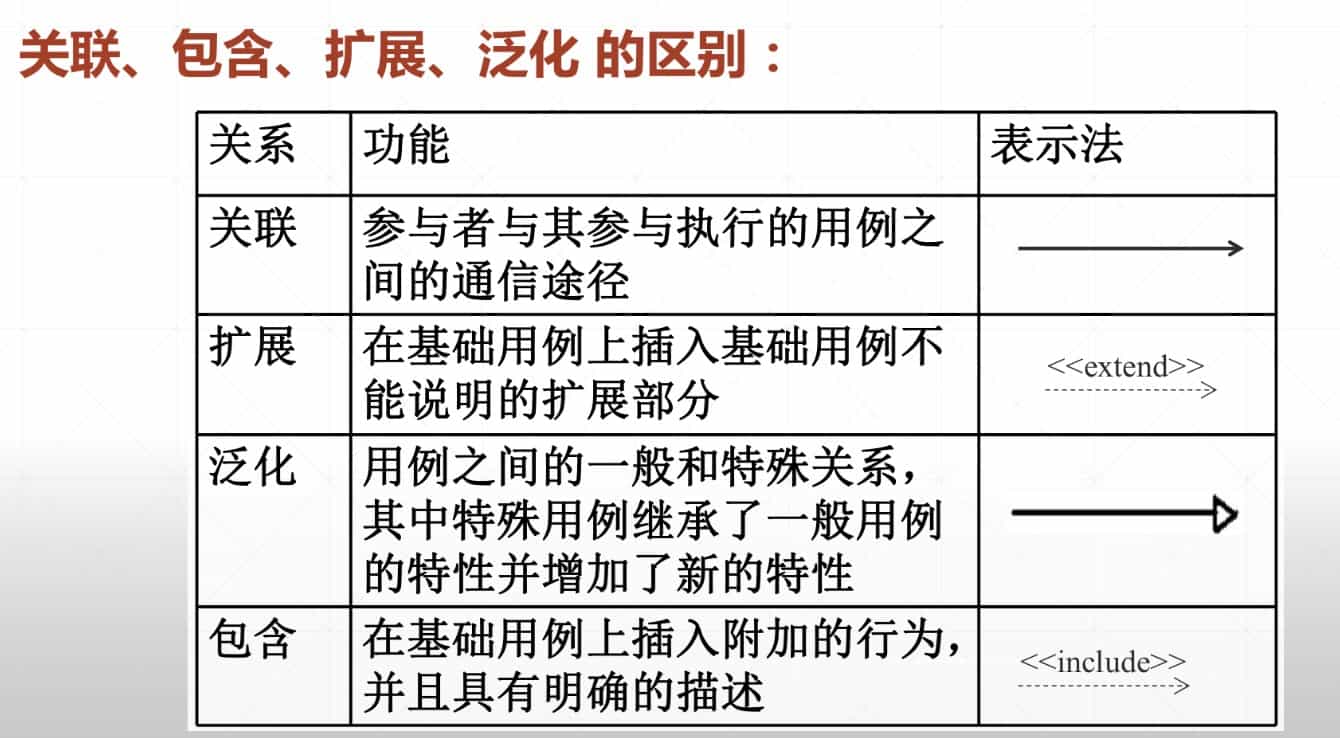 关联、包含、扩展、泛化 的区别：
关系 功能 表示法
关联 参与者与其参与执行的用例之
间的通信途径
扩展 在基础用例上插入基础用例不
能说明的扩展部分
<<extend>>
泛化 用例之间的一般和特殊关系，
其中特殊用例继承了一般用例
的特性并增加了新的特性
包含 在基础用例上插入附加的行为，
并且具有明确的描述
<<include>>